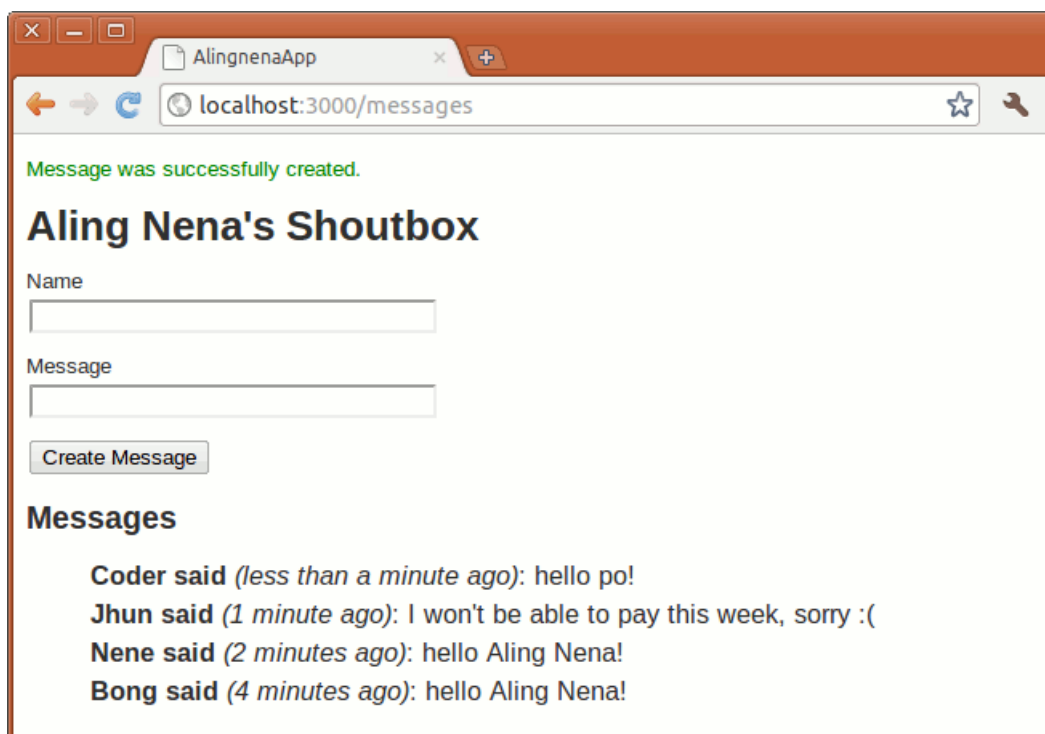 AlingnenaApp
localhost:3000/messages
Message was successfully created.
Aling Nena's Shoutbox
Name
Message
Create Message
Messages
Coder said (less than a minute ago): hello po!
Jhun said (1 minute ago): I won't be able to pay this week, sorry :(
Nene said (2 minutes ago): hello Aling Nena!
Bong said (4 minutes ago): hello Aling Nena!